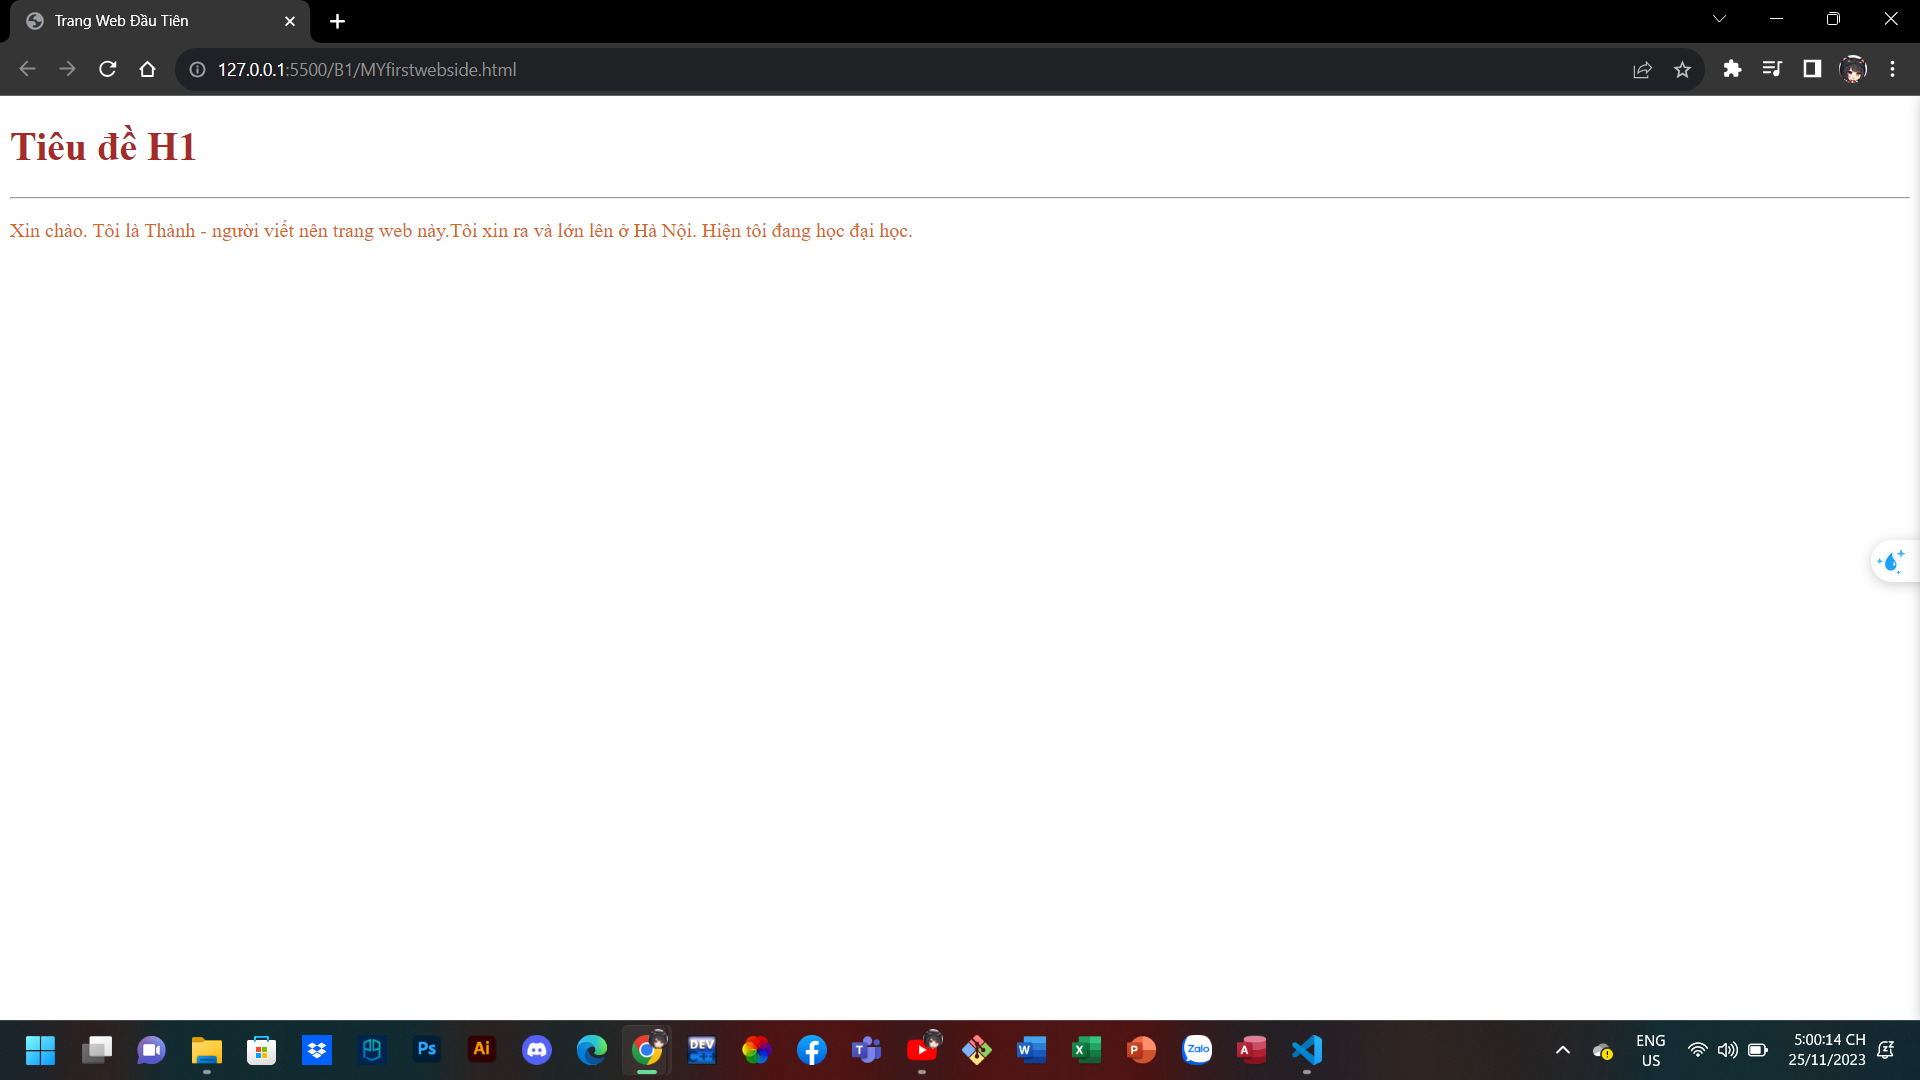 Trang Web Đầu Tiên
127.0.0.1:5500/B1/MYfirstwebside.html
Tiêu đề H1
Xin chào. Tôi là Thành - người viết nên trang web này.Tôi xin ra và lớn lên ở Hà Nội. Hiện tôi đang học đại học.
Ps
Ai
DEV
C++
T
W
X
P
Zalo
A
ENG
US
5:00:14 CH
25/11/2023